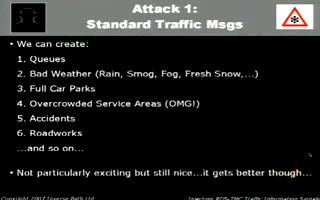 Attack 1:
Standard Traffic Msgs
• We can create:
1. Queues
2. Bad Weather (Rain, Smog, Fog, Fresh Snow,...)
3. Full Car Parks
4. Overcrowded Service Areas (OMG!)
5. Accidents
6. Roadworks
...and so on...
• Not particularly exciting but still nice...it gets better though...
Copyright 2007 Inverse Path Ltd.
Injecting RDS-TMC Traffic Information Signals